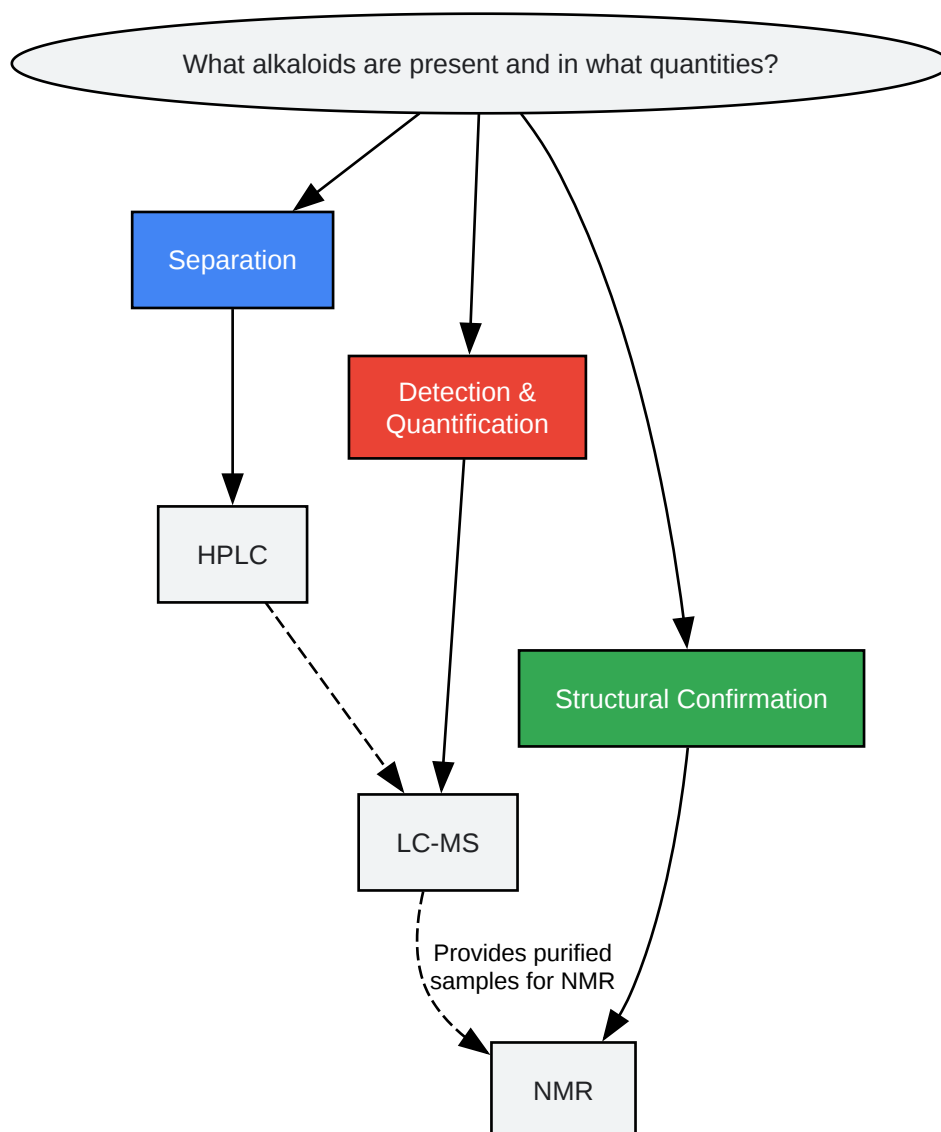 What alkaloids are present and in what quantities?
Separation
Detection &
Quantification
HPLC
Structural Confirmation
LC-MS
Provides purified
samples for NMR
NMR